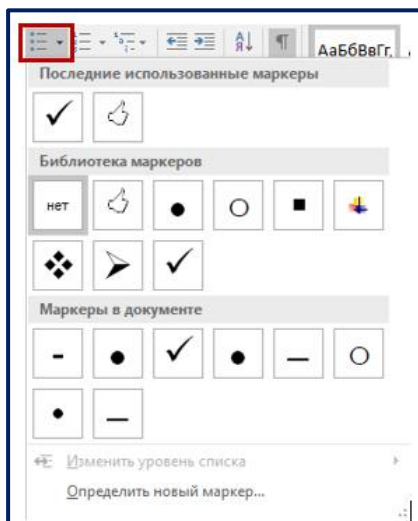 АаБбВвГг,
Последние использованные маркеры
Библиотека маркеров
нет
Маркеры в документе
Изменить уровень списка
Определить новый маркер...